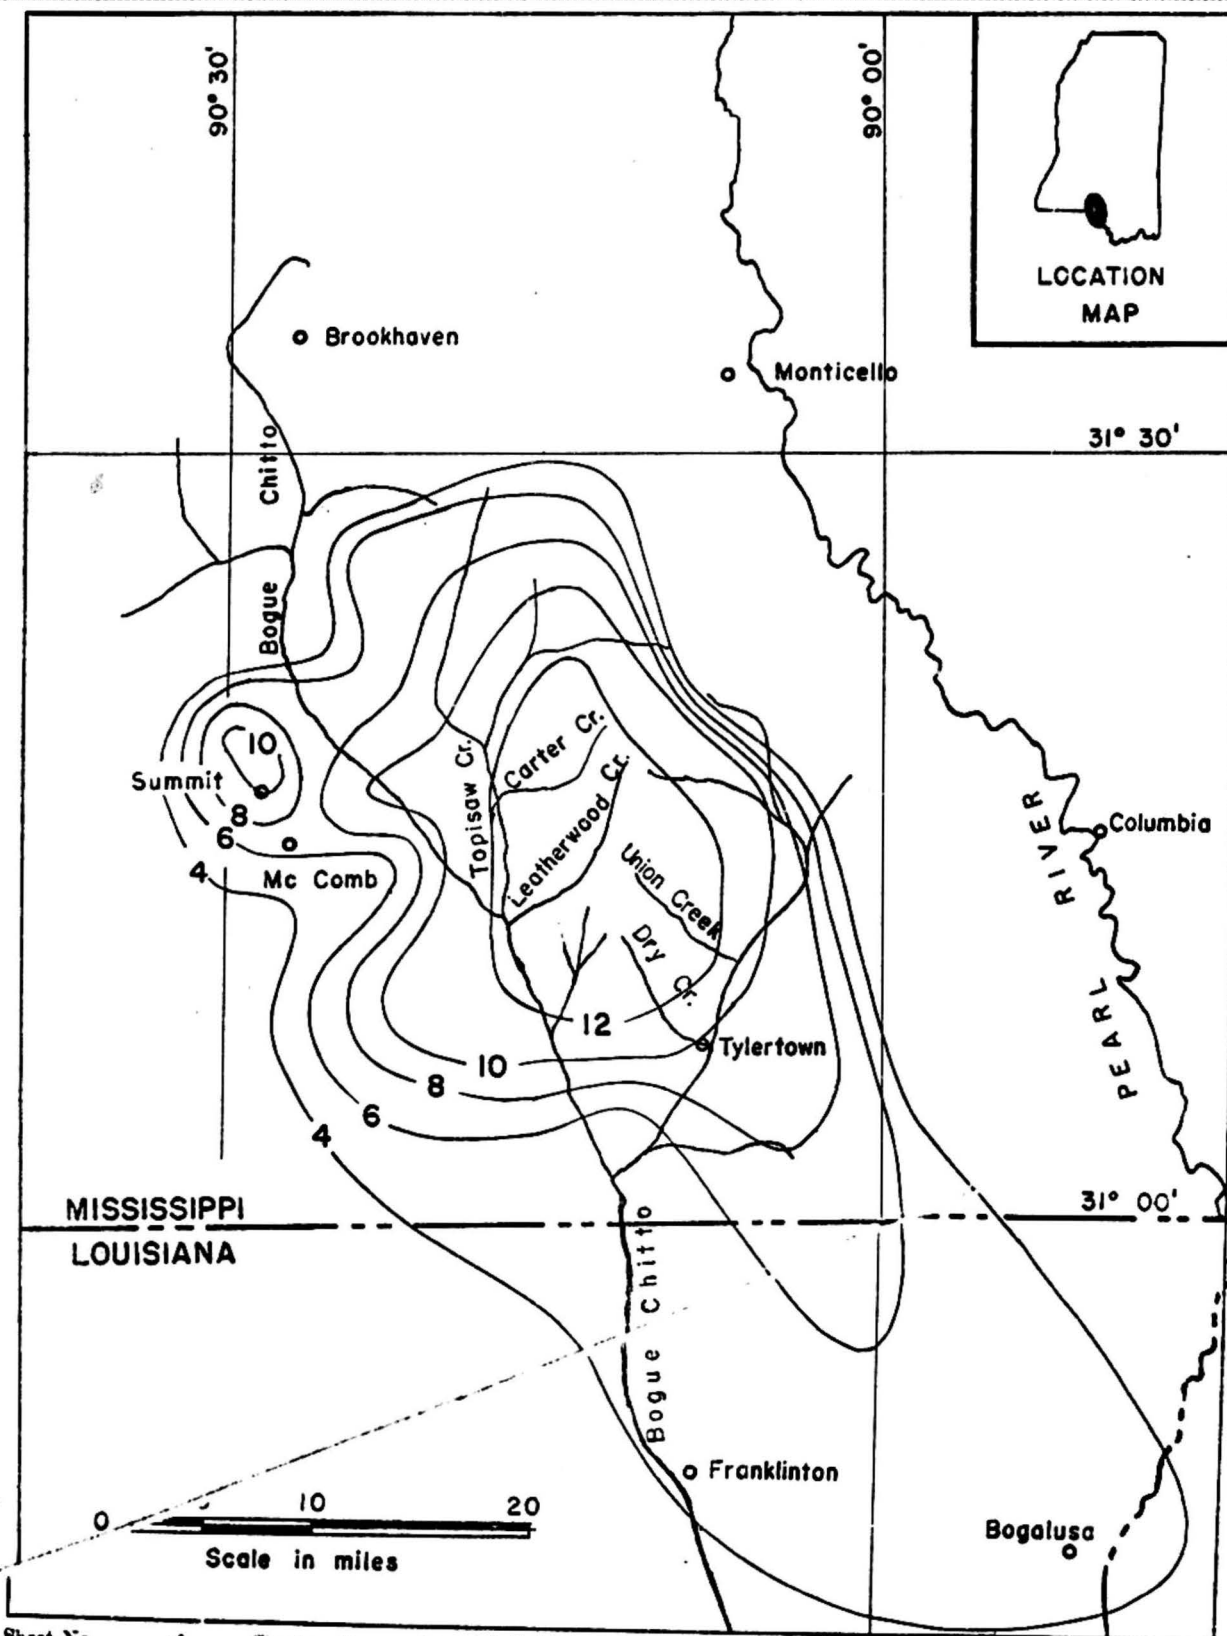 90° 30'
90° 00'
LOCATION
MAP
Brookhaven
Monticello
31° 30'
Bogue Chitto
10
Summit
8
6
4
Mc Comb
Topisaw Cr.
Carter Cr.
Leatherwood Cr.
Union Creek
Dry Cr.
Columbia
PEARL RIVER
12
Tylertown
10
8
6
4
MISSISSIPPI
31° 00'
LOUISIANA
Bogue Chitto
Franklinton
0 10 20
Scale in miles
Bogalusa